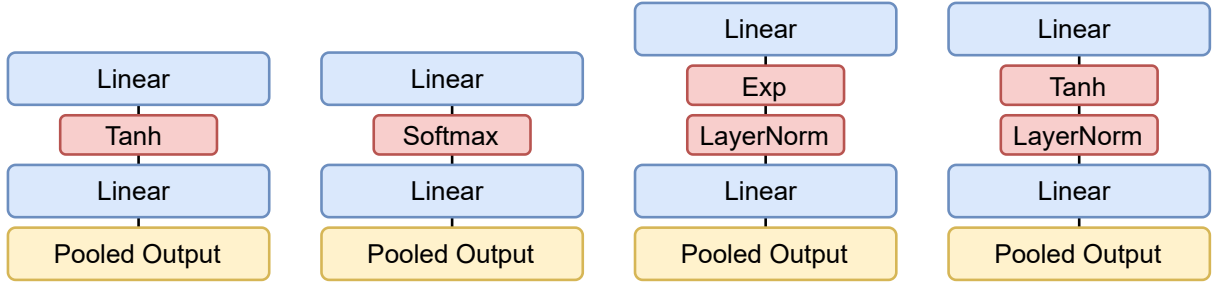 Linear
Tanh
Linear
Pooled Output
Linear
Softmax
Linear
Pooled Output
Linear
Exp
LayerNorm
Linear
Pooled Output
Linear
Tanh
LayerNorm
Linear
Pooled Output